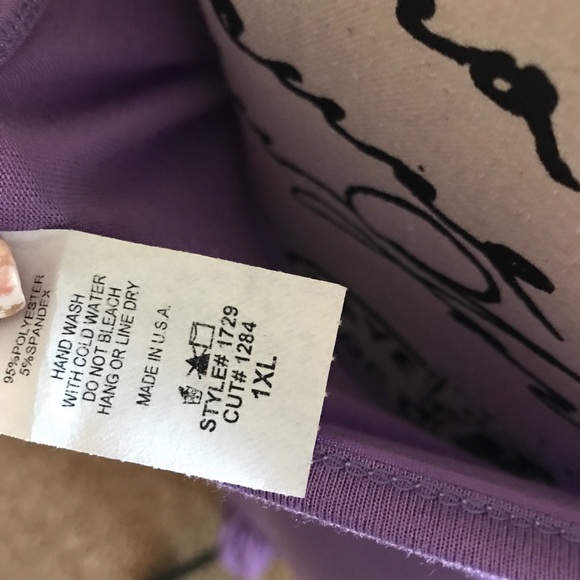 95%POLYESTER
5%SPANDEX
HAND WASH
WITH COLD WATER
DO NOT BLEACH
HANG OR LINE DRY
MADE IN U.S.A.
STYLE# 1729
CUT# 1284
1XL